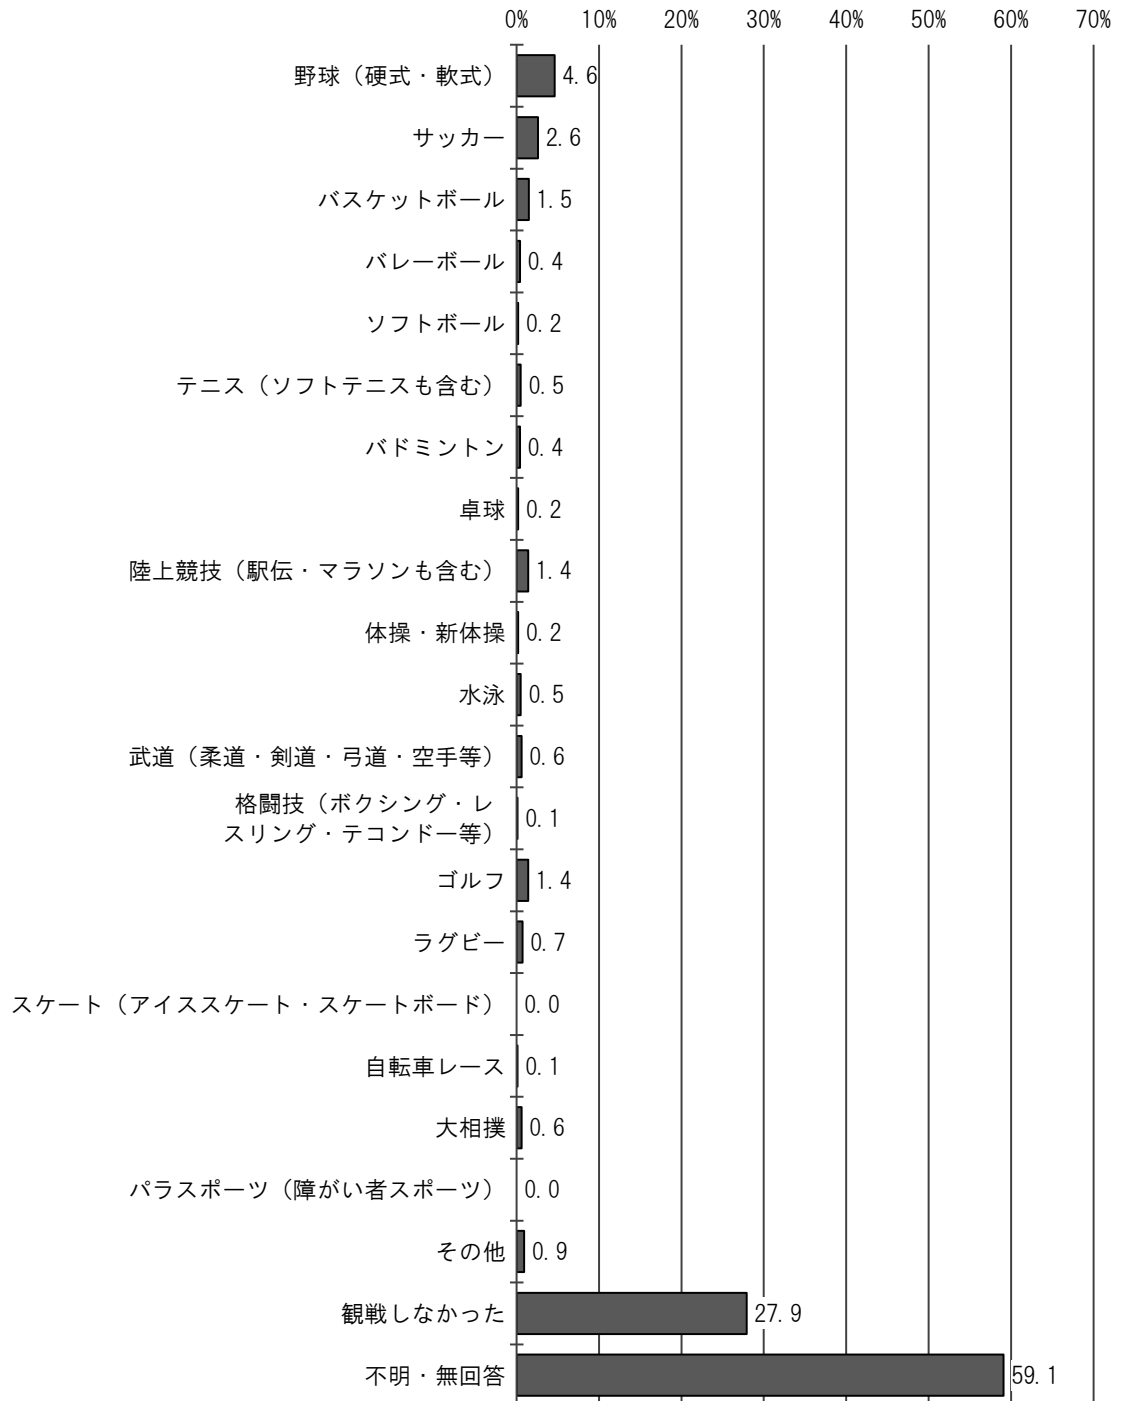 0% 10% 20% 30% 40% 50% 60% 70%
野球（硬式・軟式） 4.6
サッカー 2.6
バスケットボール 1.5
バレーボール 0.4
ソフトボール 0.2
テニス（ソフトテニスも含む） 0.5
バドミントン 0.4
卓球 0.2
陸上競技（駅伝・マラソンも含む） 1.4
体操・新体操 0.2
水泳 0.5
武道（柔道・剣道・弓道・空手等） 0.6
格闘技（ボクシング・レ
スリング・テコンドー等） 0.1
ゴルフ 1.4
ラグビー 0.7
スケート（アイススケート・スケートボード） 0.0
自転車レース 0.1
大相撲 0.6
パラスポーツ（障がい者スポーツ） 0.0
その他 0.9
観戦しなかった 27.9
不明・無回答 59.1